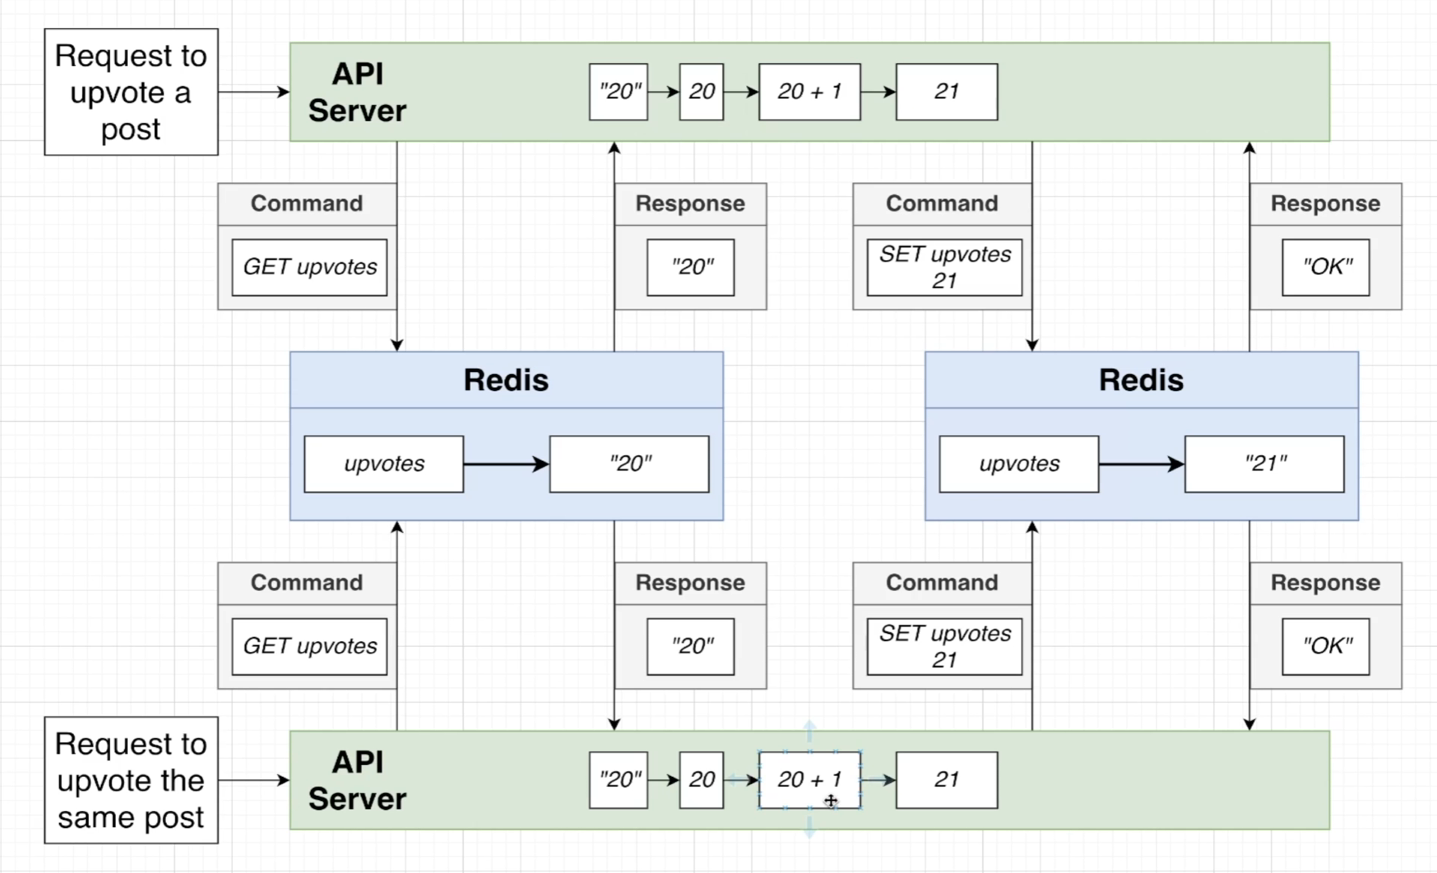 Request to
upvote a
post
API
Server
"20"
20
20 + 1
21
Command
GET upvotes
Response
"20"
Command
SET upvotes
21
Response
"OK"
Redis
upvotes
"20"
Redis
upvotes
"21"
Command
GET upvotes
Response
"20"
Command
SET upvotes
21
Response
"OK"
Request to
upvote the
same post
API
Server
"20"
20
20 + 1
21